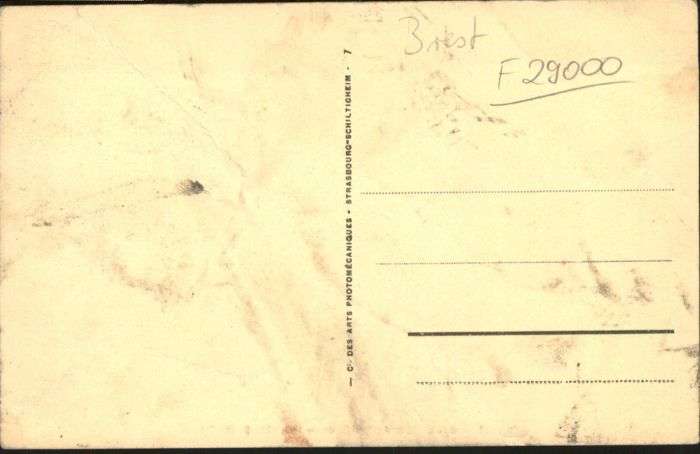 Brest
F 29000
— Cie DES ARTS PHOTOMÉCANIQUES - STRASBOURG-SCHILTIGHEIM - 7